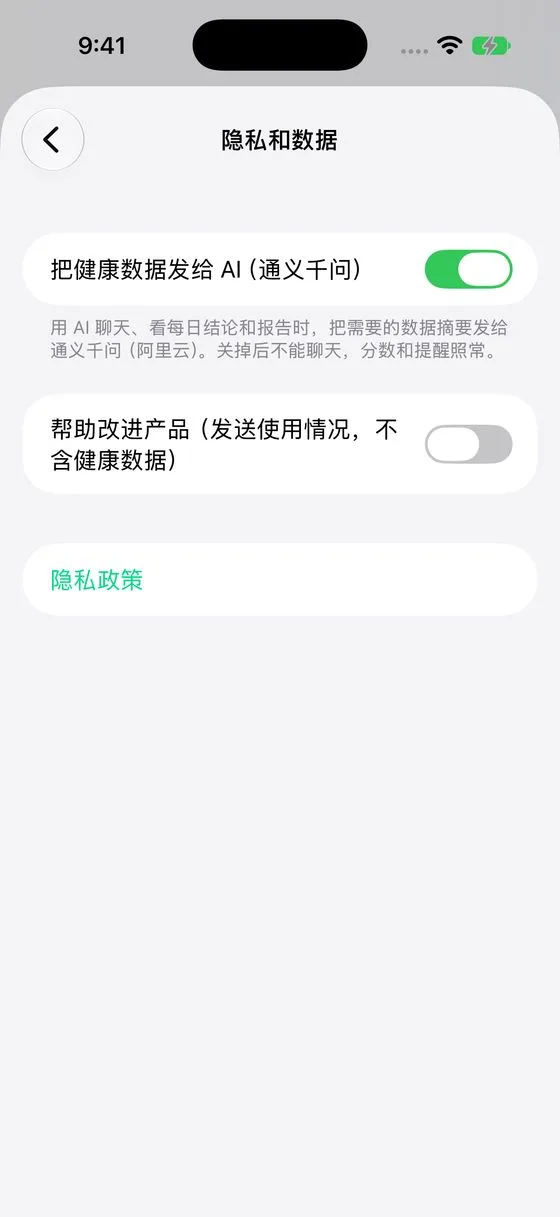 9:41
隐私和数据
把健康数据发给 AI（通义千问）
用 AI 聊天、看每日结论和报告时，把需要的数据摘要发给
通义千问（阿里云）。关掉后不能聊天，分数和提醒照常。
帮助改进产品（发送使用情况，不
含健康数据）
隐私政策